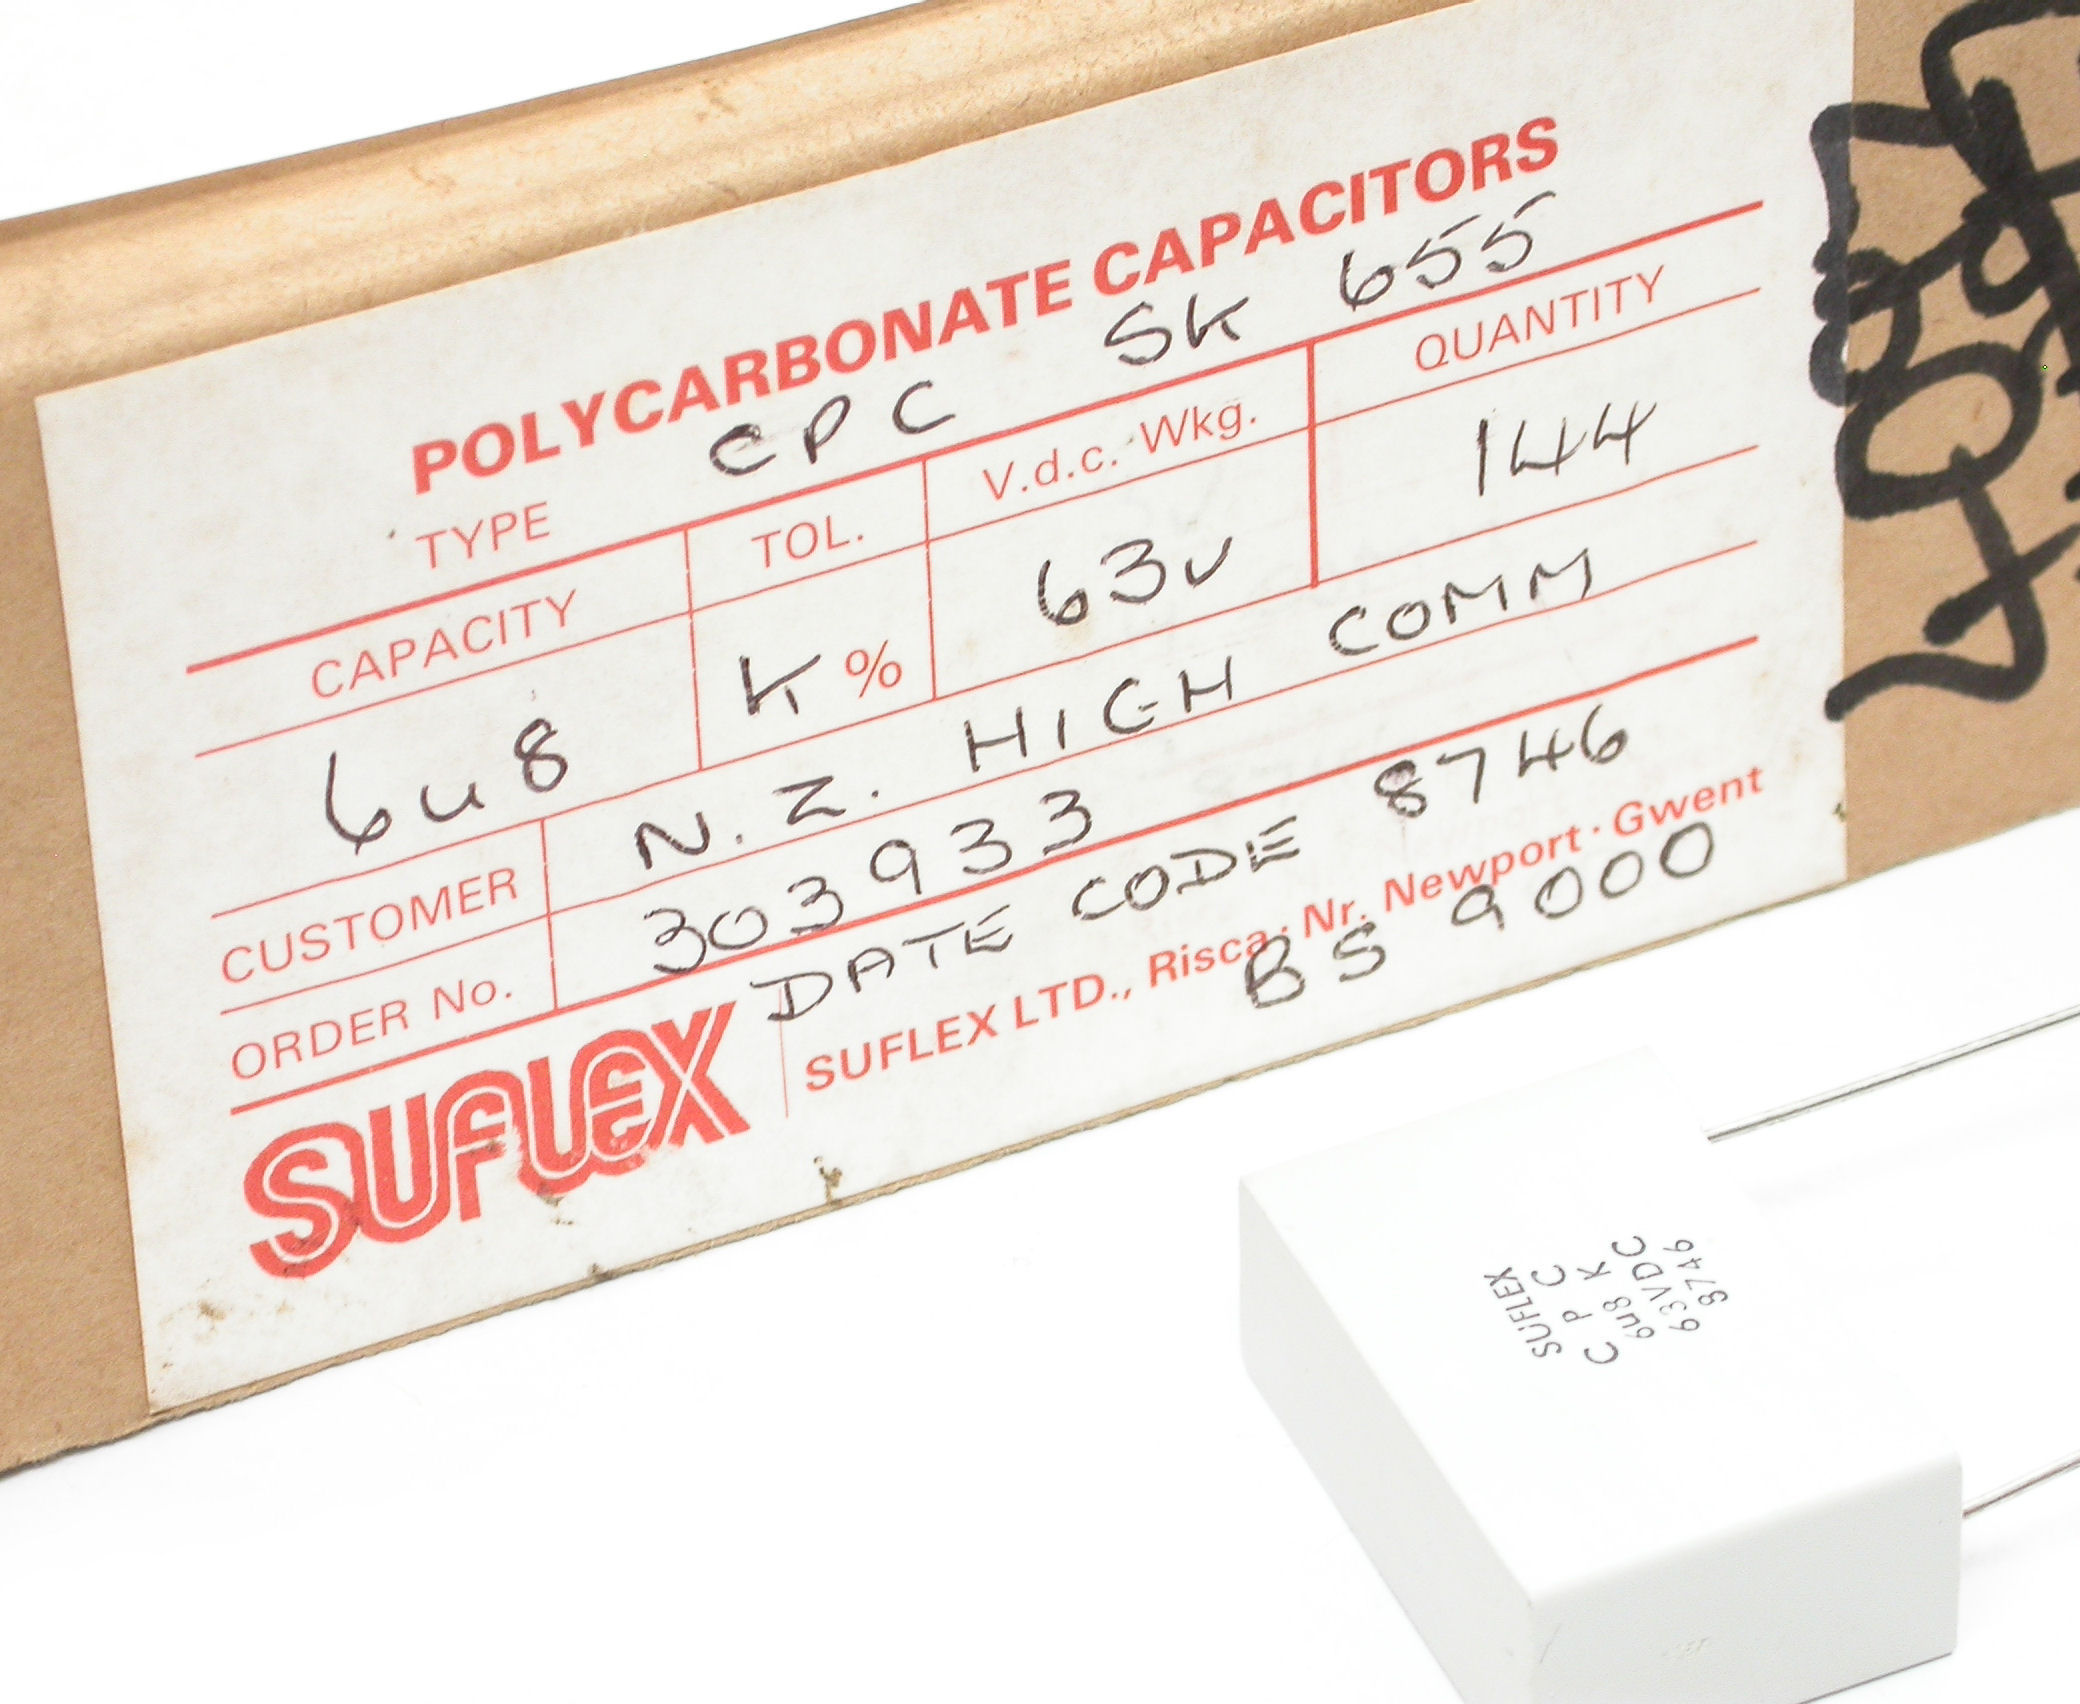 POLYCARBONATE CAPACITORS
TYPE CPC SK 655
CAPACITY TOL. V.d.c. Wkg. QUANTITY
6u8 K % 63v 144
CUSTOMER N.Z. HIGH COMM
ORDER No. 303933
DATE CODE 8746
SUFLEX SUFLEX LTD., Risca, Nr. Newport · Gwent
BS 9000
SUFLEX
C P C
6u8 K
63VDC
8746